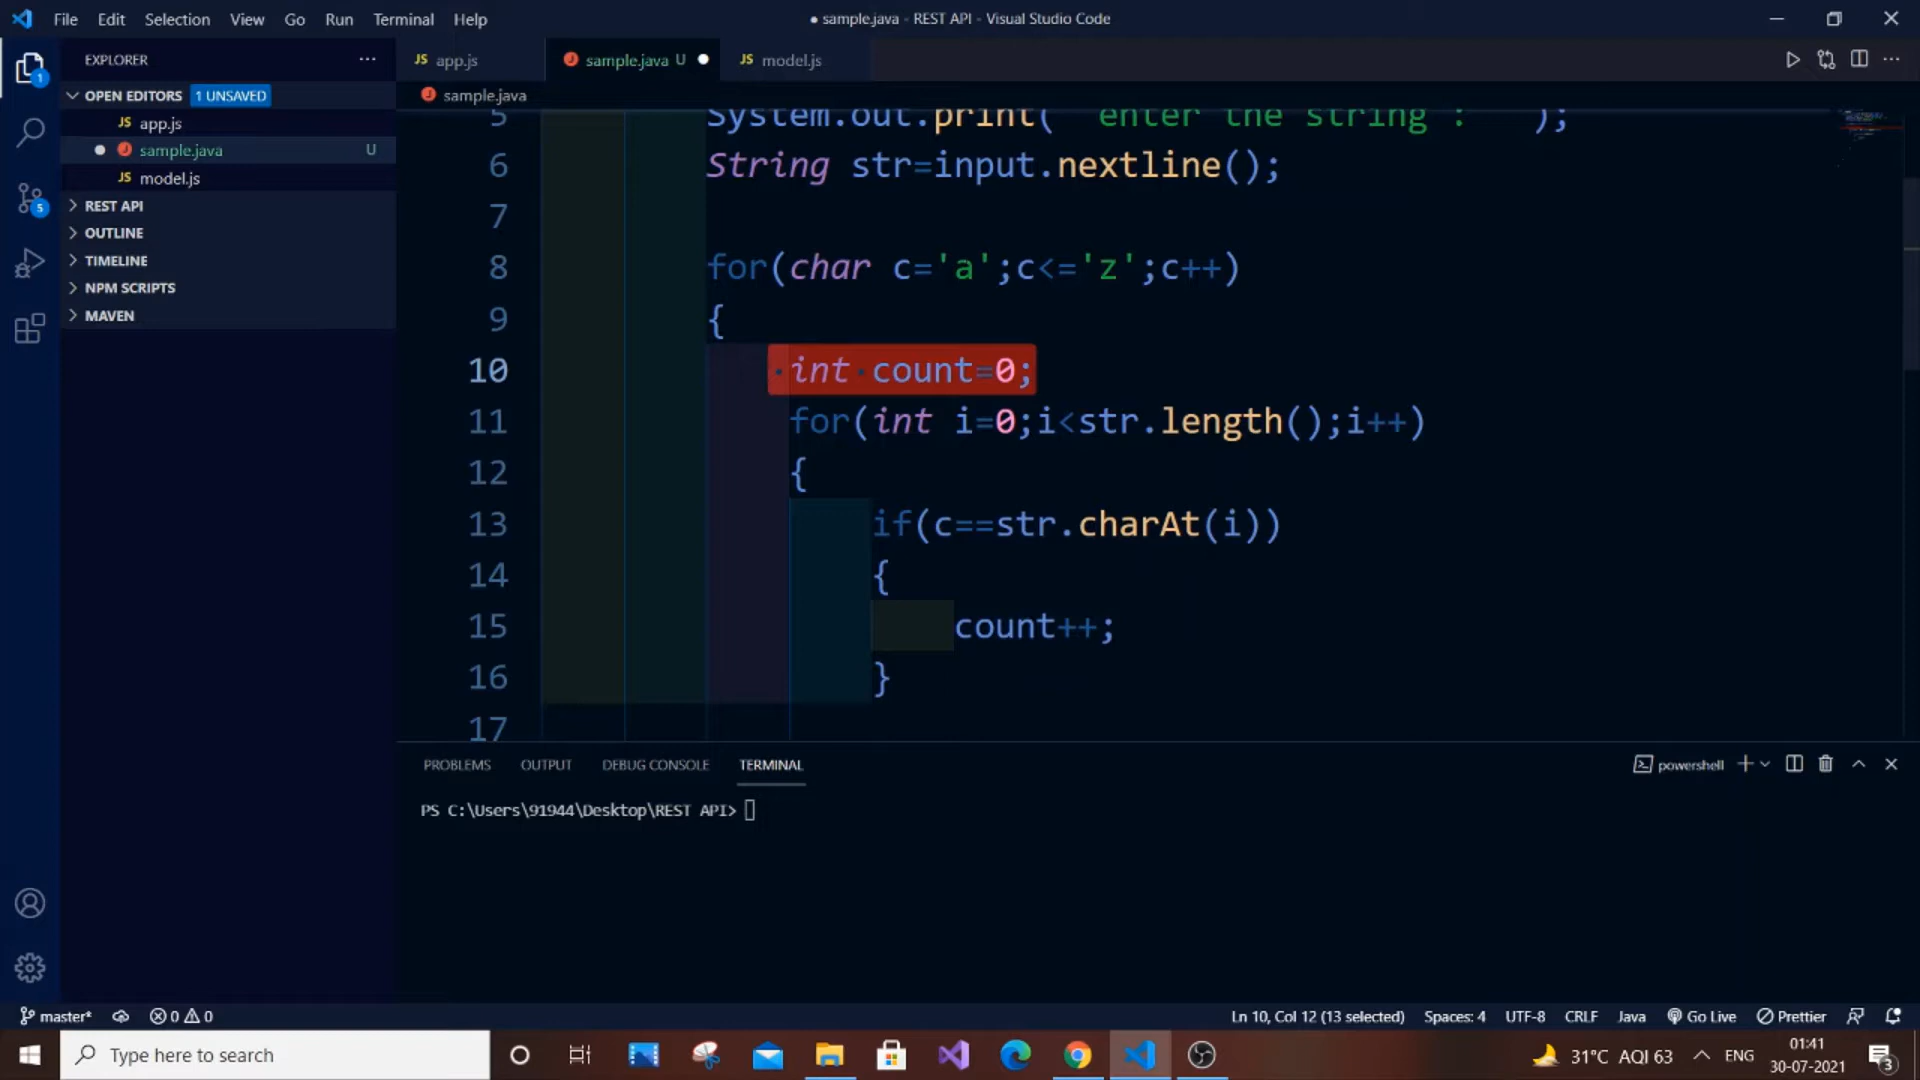 File Edit Selection View Go Run Terminal Help
● sample.java - REST API - Visual Studio Code
EXPLORER
JS app.js
sample.java U
JS model.js
OPEN EDITORS 1 UNSAVED
sample.java
JS app.js
sample.java U
JS model.js
REST API
OUTLINE
TIMELINE
NPM SCRIPTS
MAVEN
1
5
5 System.out.print(" enter the string : ");
6 String str=input.nextline();
7
8 for(char c='a';c<='z';c++)
9 {
10 int count=0;
11 for(int i=0;i<str.length();i++)
12 {
13 if(c==str.charAt(i))
14 {
15 count++;
16 }
17
PROBLEMS OUTPUT DEBUG CONSOLE TERMINAL
powershell
PS C:\Users\91944\Desktop\REST API>
master* 0 0
Ln 10, Col 12 (13 selected) Spaces: 4 UTF-8 CRLF Java Go Live Prettier
Type here to search
31°C AQI 63 ENG
01:41
30-07-2021
3